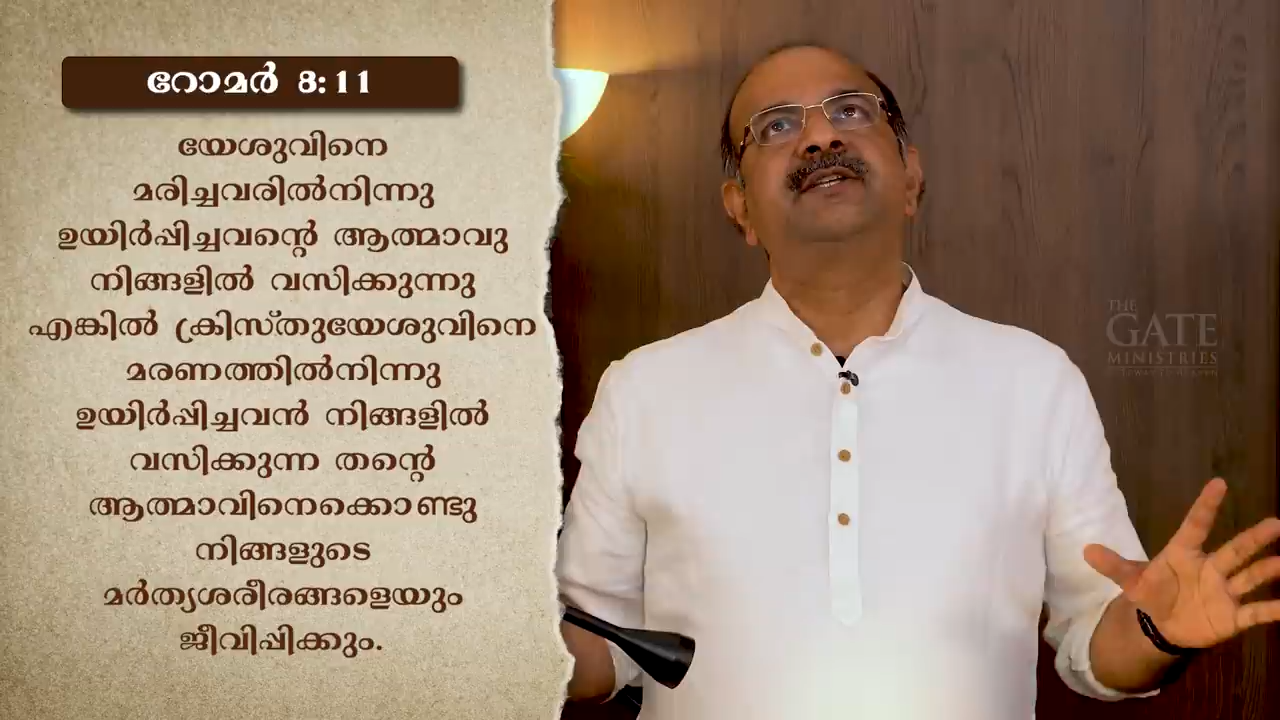 റോമർ 8:11
യേശുവിനെ
മരിച്ചവരിൽനിന്നു
ഉയിർപ്പിച്ചവന്റെ ആത്മാവു
നിങ്ങളിൽ വസിക്കുന്നു
എങ്കിൽ ക്രിസ്തുയേശുവിനെ
മരണത്തിൽനിന്നു
ഉയിർപ്പിച്ചവൻ നിങ്ങളിൽ
വസിക്കുന്ന തന്റെ
ആത്മാവിനെക്കൊണ്ടു
നിങ്ങളുടെ
മർത്യശരീരങ്ങളെയും
ജീവിപ്പിക്കും.
THE
GATE
MINISTRIES